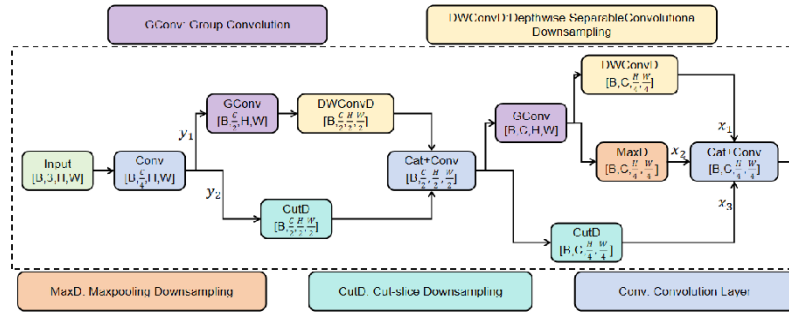 GConv: Group Convolution
DWConvD:Depthwise SeparableConvolutional
Downsampling
DWConvD
[B,C,H/4,W/4]
GConv
[B,C/2,H,W]
DWConvD
[B,C/2,H/2,W/2]
GConv
[B,C,H,W]
y1
x1
Input
[B,3,H,W]
Conv
[B,C/4,H,W]
Cat+Conv
[B,C/2,H/2,W/2]
MaxD
[B,C,H/4,W/4]
x2
Cat+Conv
[B,C,H/4,W/4]
y2
x3
CutD
[B,C/2,H/2,W/2]
CutD
[B,C,H/4,W/4]
MaxD: Maxpooling Downsampling
CutD: Cut-slice Downsampling
Conv: Convolution Layer